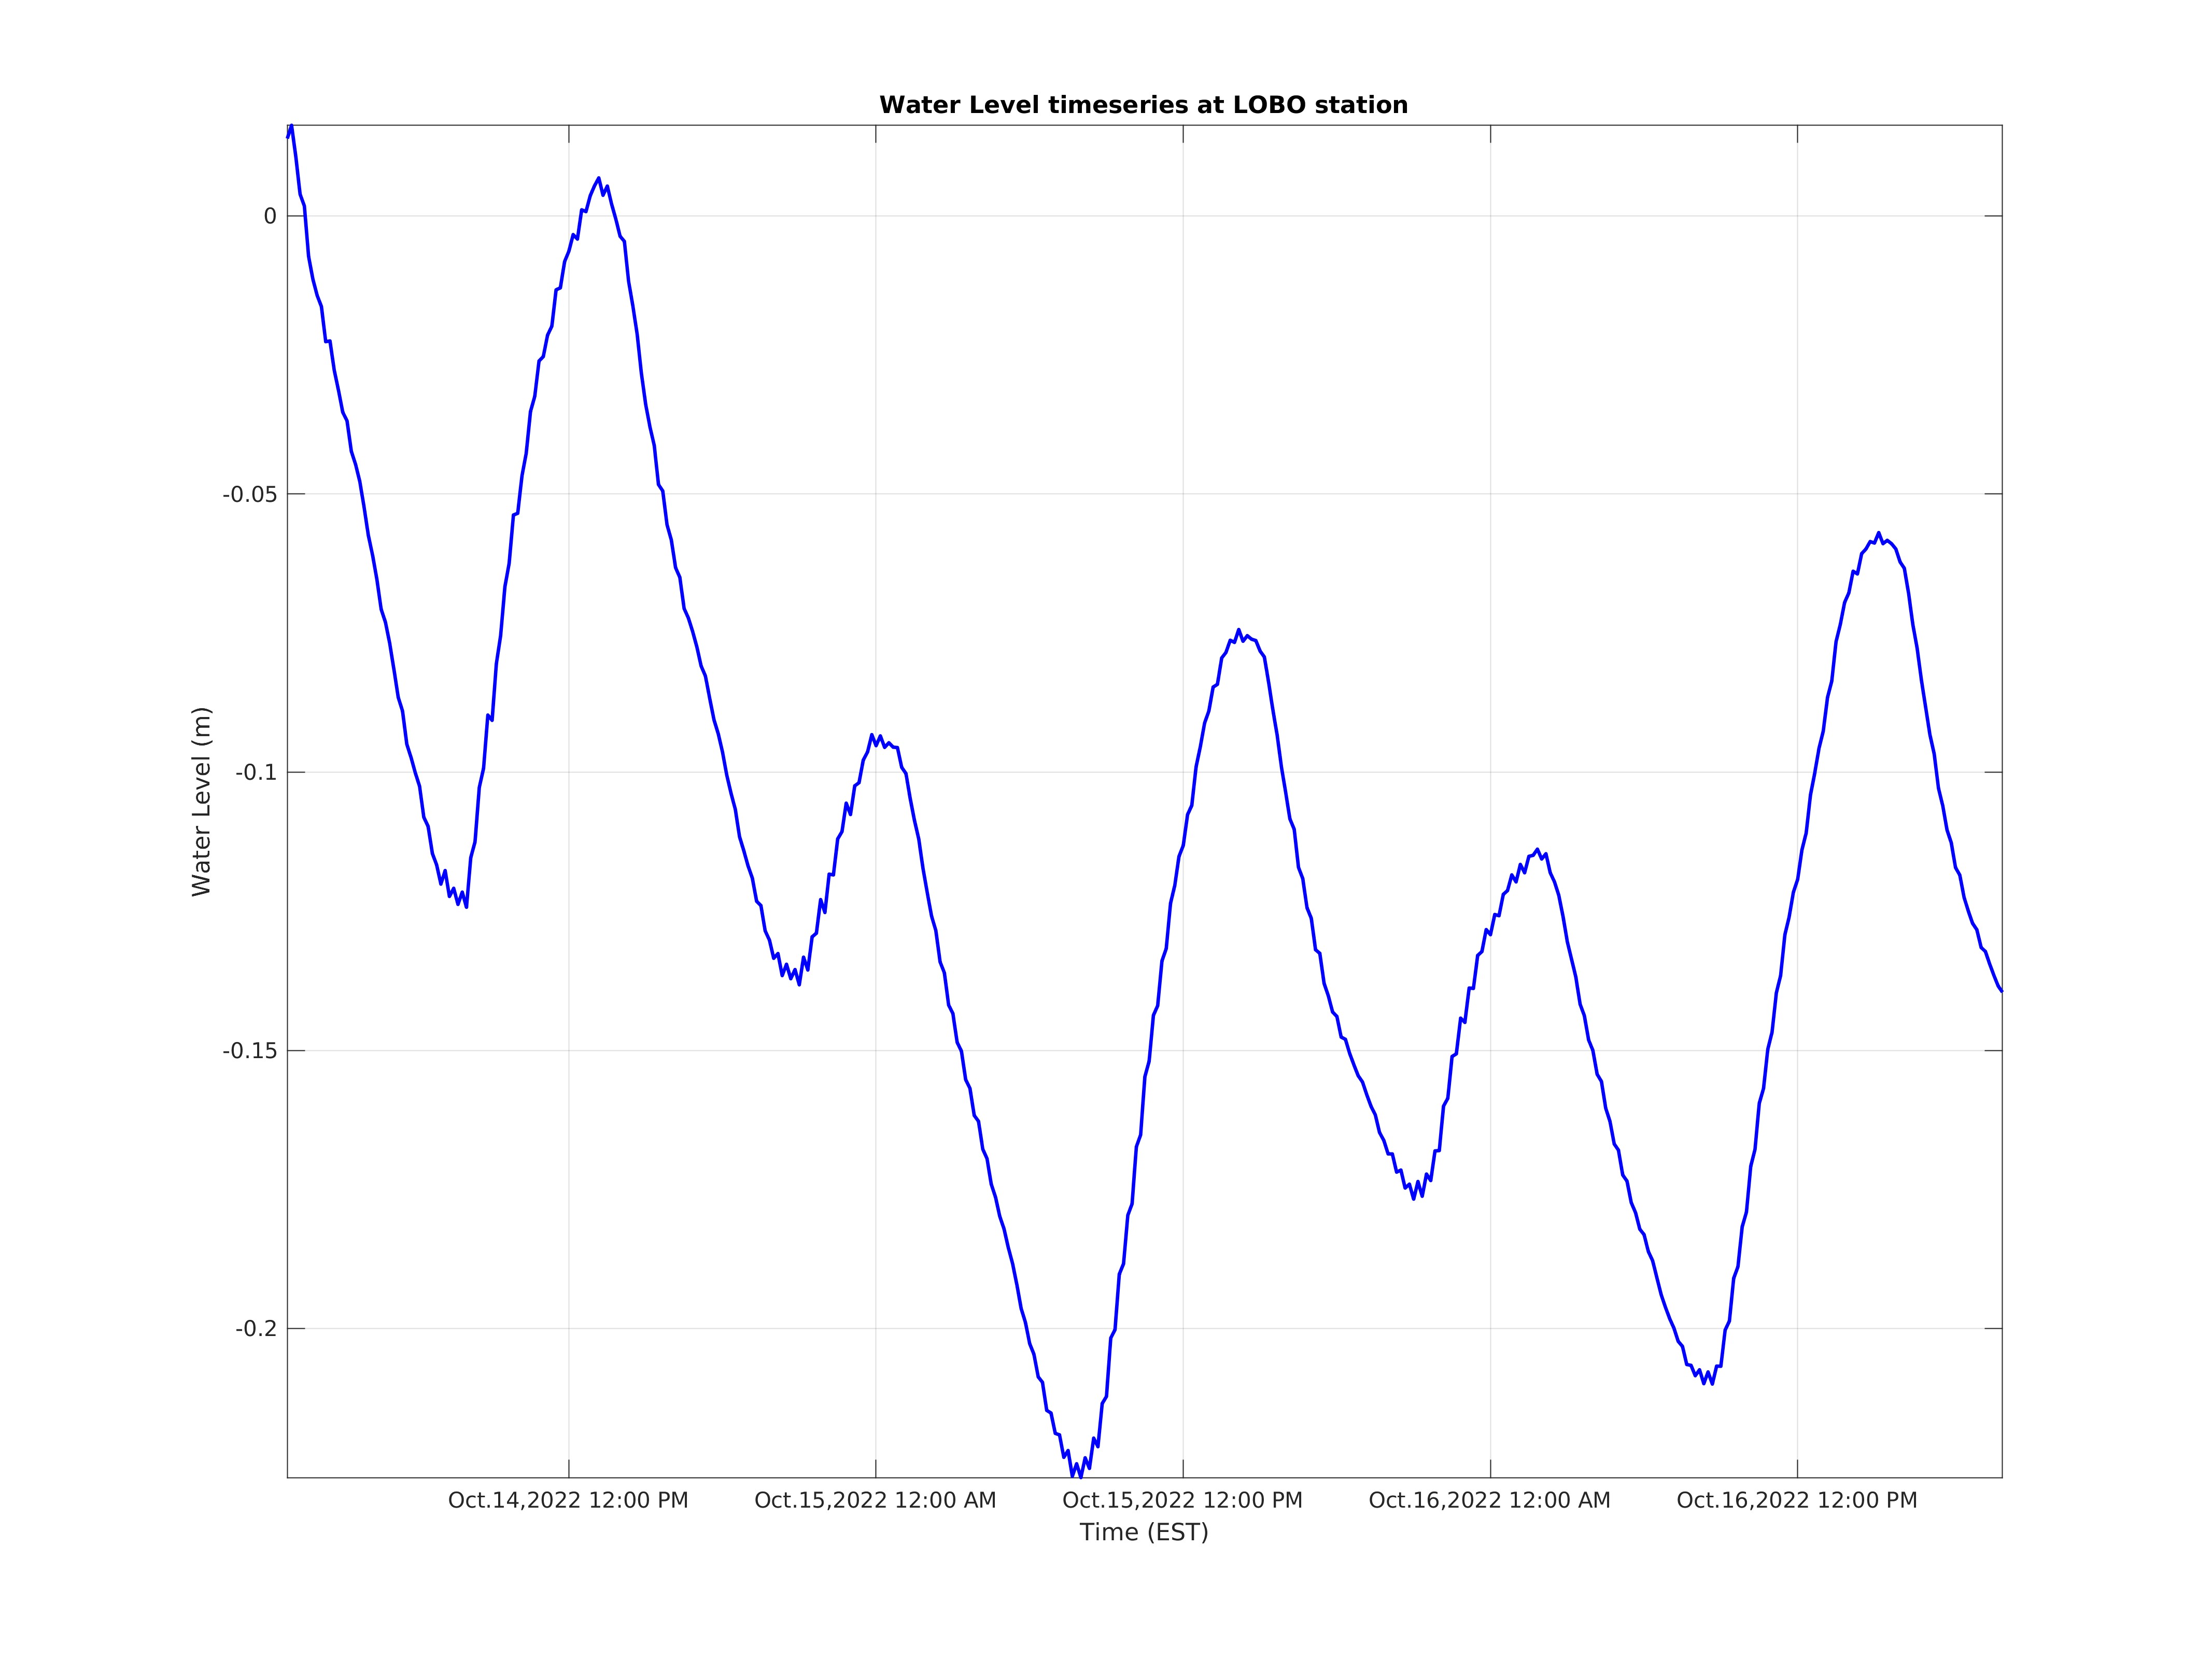 Water Level timeseries at LOBO station
0
-0.05
-0.1
-0.15
-0.2
Water Level (m)
Oct.14,2022 12:00 PM
Oct.15,2022 12:00 AM
Oct.15,2022 12:00 PM
Oct.16,2022 12:00 AM
Oct.16,2022 12:00 PM
Time (EST)